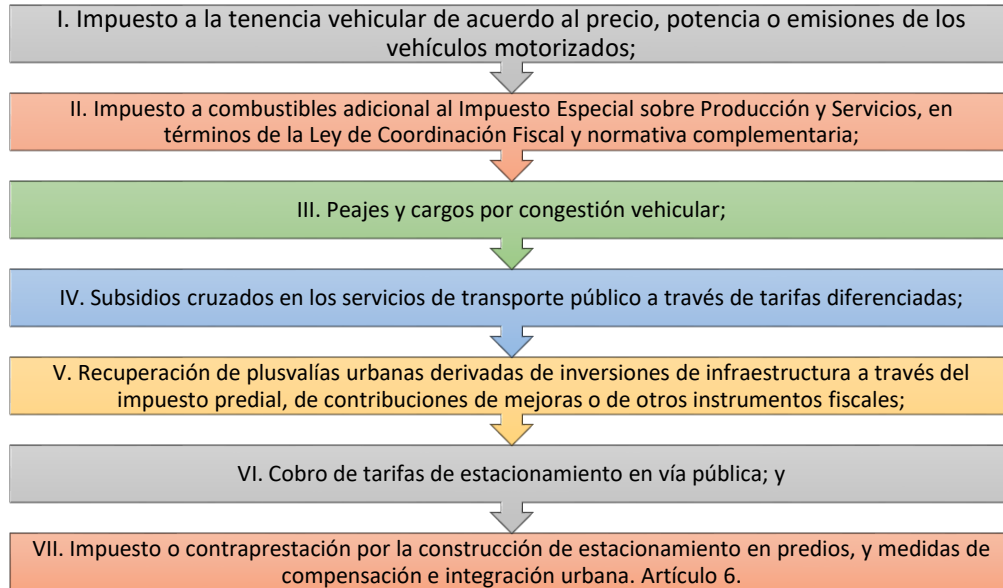 I. Impuesto a la tenencia vehicular de acuerdo al precio, potencia o emisiones de los
vehículos motorizados;
II. Impuesto a combustibles adicional al Impuesto Especial sobre Producción y Servicios, en
términos de la Ley de Coordinación Fiscal y normativa complementaria;
III. Peajes y cargos por congestión vehicular;
IV. Subsidios cruzados en los servicios de transporte público a través de tarifas diferenciadas;
V. Recuperación de plusvalías urbanas derivadas de inversiones de infraestructura a través del
impuesto predial, de contribuciones de mejoras o de otros instrumentos fiscales;
VI. Cobro de tarifas de estacionamiento en vía pública; y
VII. Impuesto o contraprestación por la construcción de estacionamiento en predios, y medidas de
compensación e integración urbana. Artículo 6.